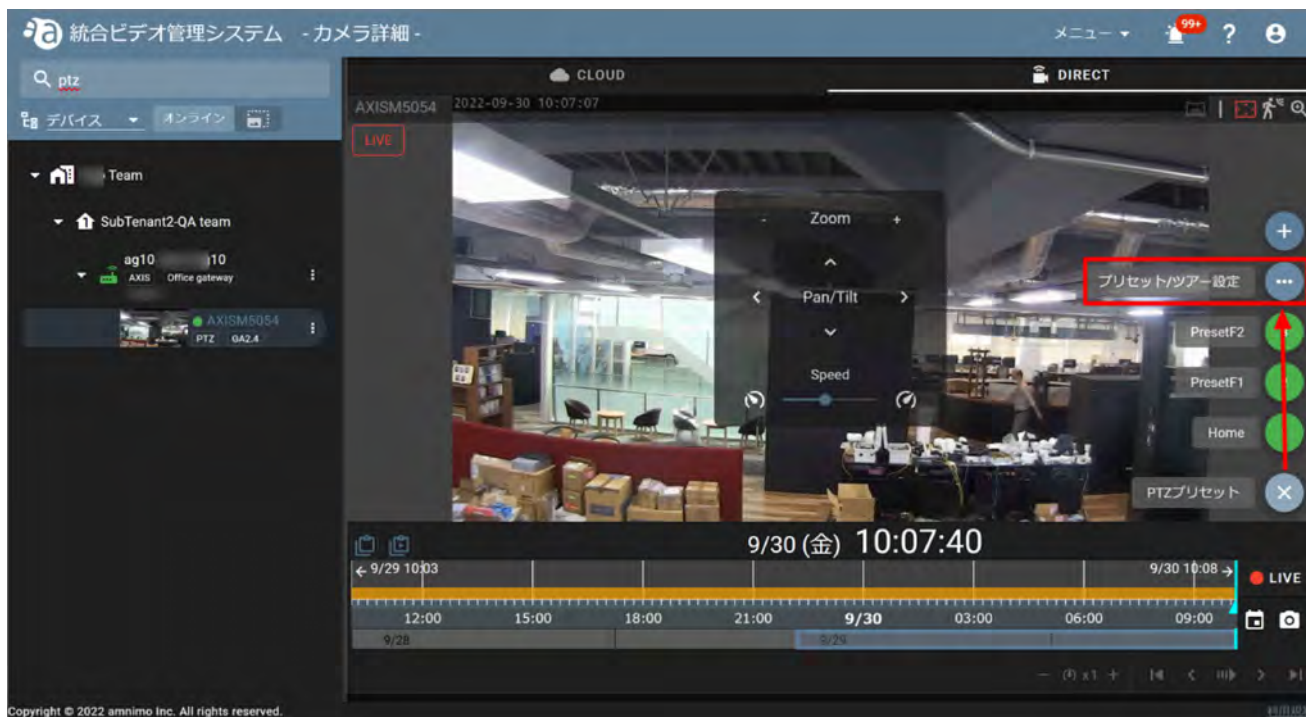 統合ビデオ管理システム - カメラ詳細 -
メニュー
99+
?
ptz
CLOUD
DIRECT
デバイス
オンライン
AXISM5054
2022-09-30 10:07:07
LIVE
Team
SubTenant2-QA team
ag10 10
AXIS Office gateway
AXISM5054
PTZ GA2.4
- Zoom +
Pan/Tilt
Speed
プリセット/ツアー設定
PresetF2
PresetF1
Home
PTZプリセット
9/30 (金) 10:07:40
9/29 10:03
9/30 10:08
LIVE
12:00 15:00 18:00 21:00 9/30 03:00 06:00 09:00
9/28
9/29
- x1 +
Copyright © 2022 amnimo Inc. All rights reserved.